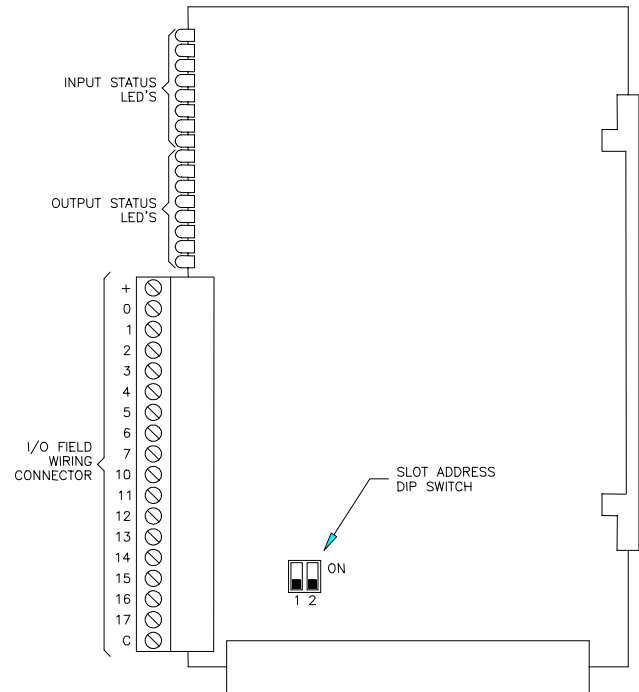 INPUT STATUS
LED'S
OUTPUT STATUS
LED'S
+
0
1
2
3
4
5
6
7
10
11
12
13
14
15
16
17
C
I/O FIELD
WIRING
CONNECTOR
SLOT ADDRESS
DIP SWITCH
ON
1 2